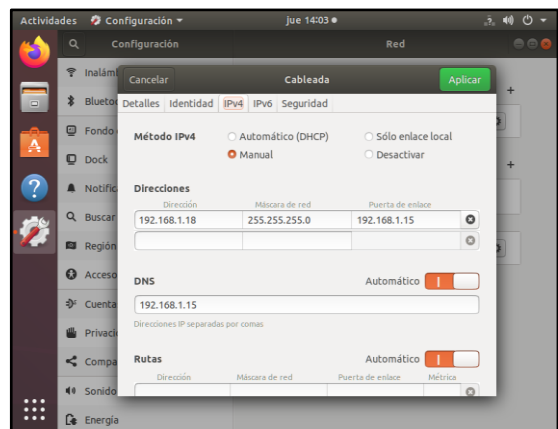 Actividades Configuración jue 14:03
Configuración Red
Inalám
Cancelar Cableada Aplicar
Blueto
Detalles Identidad IPv4 IPv6 Seguridad
Fondo
Método IPv4 Automático (DHCP) Sólo enlace local
Dock
Manual Desactivar
Notific
Direcciones
Dirección Máscara de red Puerta de enlace
Buscar
192.168.1.18 255.255.255.0 192.168.1.15
Región
Acceso
DNS Automático
Cuenta
192.168.1.15
Direcciones IP separadas por comas
Privaci
Compa
Rutas Automático
Dirección Máscara de red Puerta de enlace Métrica
Sonido
Energía